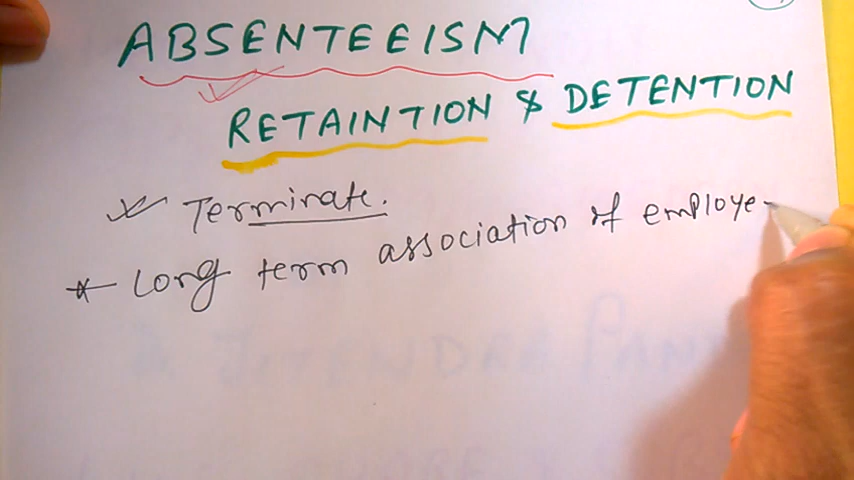 ABSENTEEISM
RETAINTION & DETENTION
Terminate.
* Long term association of employe